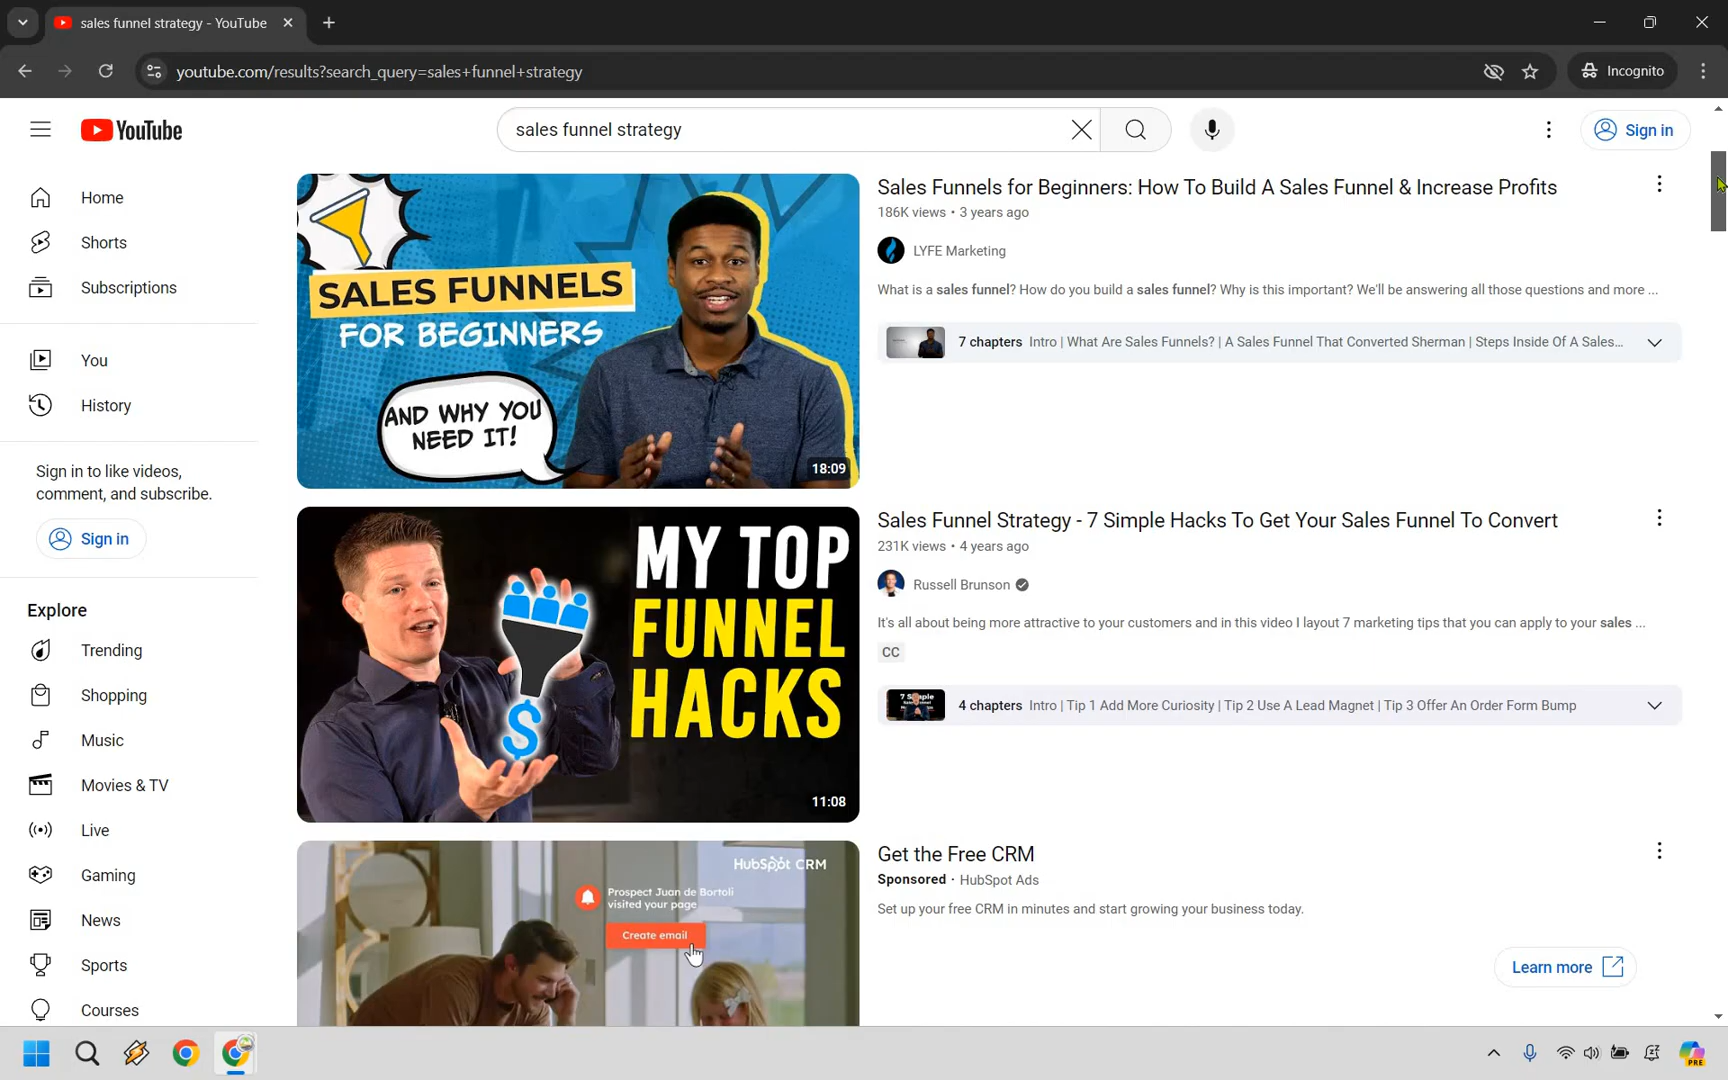 sales funnel strategy - YouTube
youtube.com/results?search_query=sales+funnel+strategy
Incognito
YouTube
sales funnel strategy
Sign in
Home
Shorts
Subscriptions
You
History
Sign in to like videos,
comment, and subscribe.
Sign in
Explore
Trending
Shopping
Music
Movies & TV
Live
Gaming
News
Sports
Courses
SALES FUNNELS
FOR BEGINNERS
AND WHY YOU
NEED IT!
18:09
Sales Funnels for Beginners: How To Build A Sales Funnel & Increase Profits
186K views • 3 years ago
LYFE Marketing
What is a sales funnel? How do you build a sales funnel? Why is this important? We'll be answering all those questions and more ...
7 chapters Intro | What Are Sales Funnels? | A Sales Funnel That Converted Sherman | Steps Inside Of A Sales...
MY TOP
FUNNEL
HACKS
$
11:08
Sales Funnel Strategy - 7 Simple Hacks To Get Your Sales Funnel To Convert
231K views • 4 years ago
Russell Brunson
It's all about being more attractive to your customers and in this video I layout 7 marketing tips that you can apply to your sales ...
CC
4 chapters Intro | Tip 1 Add More Curiosity | Tip 2 Use A Lead Magnet | Tip 3 Offer An Order Form Bump
HubSpot CRM
Prospect Juan de Bortoli
visited your page
Create email
Get the Free CRM
Sponsored · HubSpot Ads
Set up your free CRM in minutes and start growing your business today.
Learn more
PRE